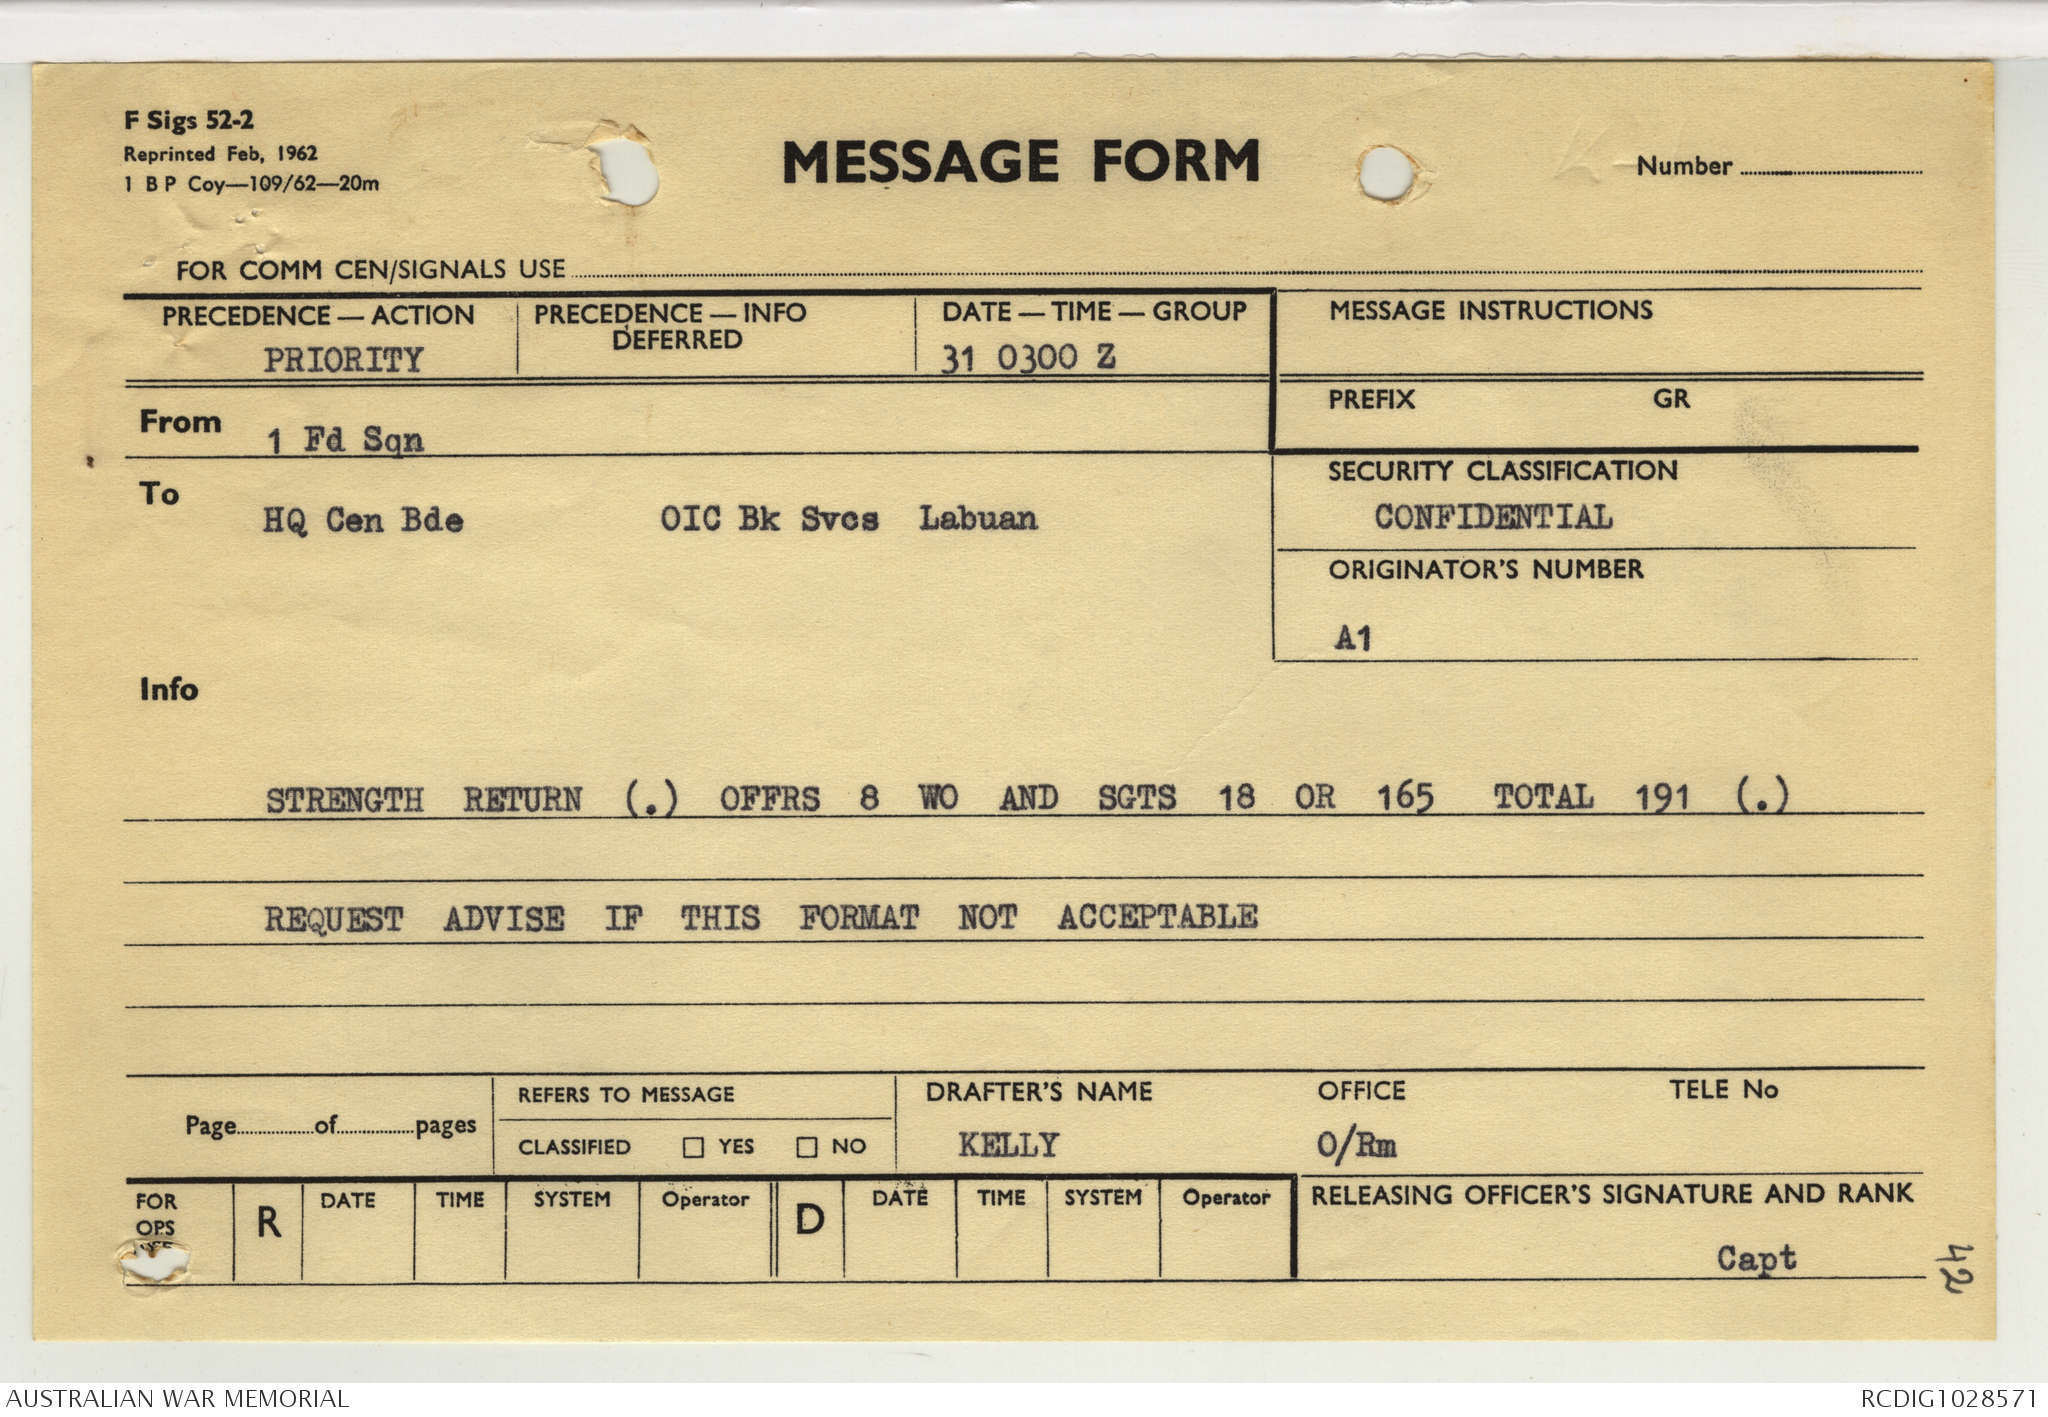 F Sigs 52-2
Reprinted Feb, 1962
1 B P Coy—109/62—20m
MESSAGE FORM
Number
FOR COMM CEN/SIGNALS USE
PRECEDENCE — ACTION
PRIORITY
PRECEDENCE — INFO
DEFERRED
DATE — TIME — GROUP
31 0300 Z
MESSAGE INSTRUCTIONS
PREFIX GR
From 1 Fd Sqn
To HQ Cen Bde OIC Bk Svcs Labuan
SECURITY CLASSIFICATION
CONFIDENTIAL
ORIGINATOR'S NUMBER
A1
Info
STRENGTH RETURN (.) OFFRS 8 WO AND SGTS 18 OR 165 TOTAL 191 (.)
REQUEST ADVISE IF THIS FORMAT NOT ACCEPTABLE
Page of pages
REFERS TO MESSAGE
CLASSIFIED YES NO
DRAFTER'S NAME
KELLY
OFFICE
O/Rm
TELE No
FOR
OPS
R DATE TIME SYSTEM Operator D DATE TIME SYSTEM Operator
RELEASING OFFICER'S SIGNATURE AND RANK
Capt
42
AUSTRALIAN WAR MEMORIAL
RCDIG1028571